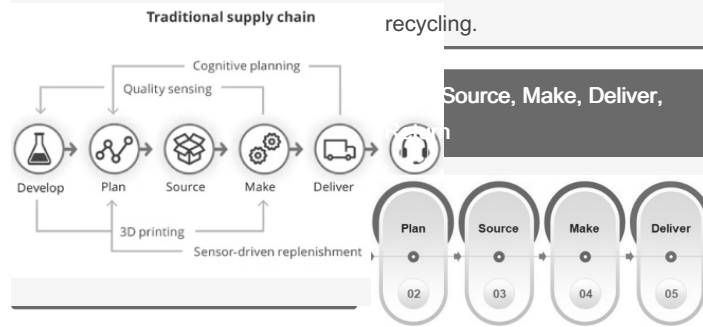 Traditional supply chain
recycling.
Cognitive planning
Quality sensing
Source, Make, Deliver,
Develop
Plan
Source
Make
Deliver
3D printing
Sensor-driven replenishment
Plan
Source
Make
Deliver
02
03
04
05